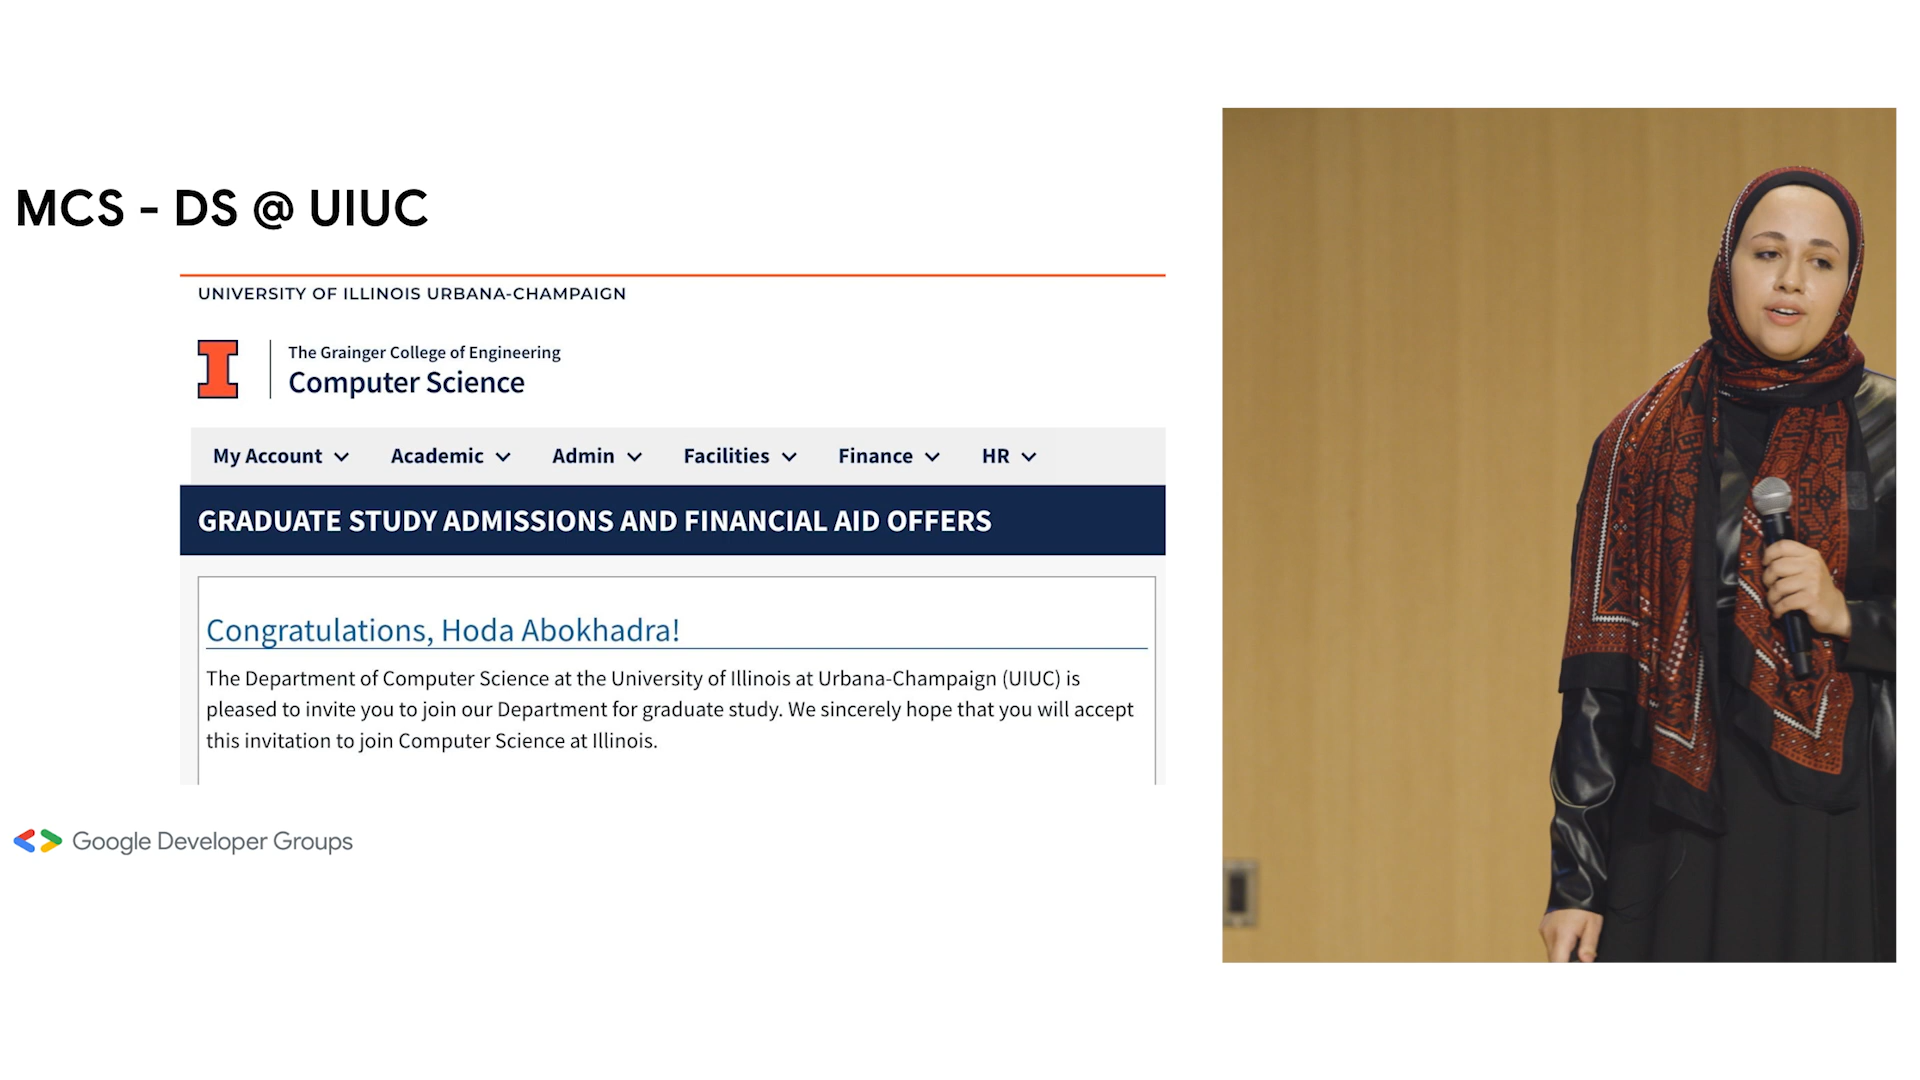 MCS - DS @ UIUC
UNIVERSITY OF ILLINOIS URBANA-CHAMPAIGN
The Grainger College of Engineering
Computer Science
My Account Academic Admin Facilities Finance HR
GRADUATE STUDY ADMISSIONS AND FINANCIAL AID OFFERS
Congratulations, Hoda Abokhadra!
The Department of Computer Science at the University of Illinois at Urbana-Champaign (UIUC) is
pleased to invite you to join our Department for graduate study. We sincerely hope that you will accept
this invitation to join Computer Science at Illinois.
Google Developer Groups